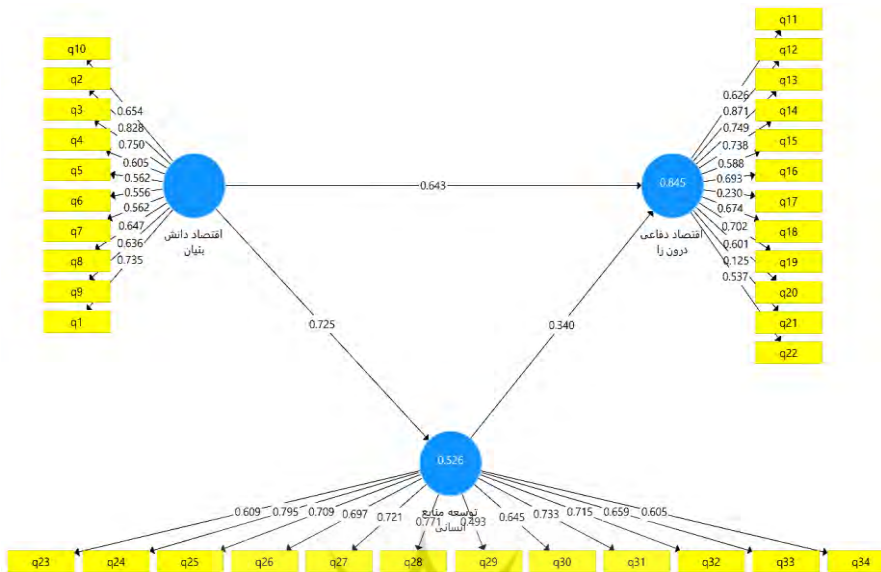 q10
q2
q3
q4
q5
q6
q7
q8
q9
q1
0.654
0.828
0.750
0.605
0.562
0.556
0.562
0.647
0.636
0.735
اقتصاد دانش
بنیان
0.643
0.725
0.340
q11
q12
q13
q14
q15
q16
q17
q18
q19
q20
q21
q22
0.626
0.871
0.749
0.738
0.588
0.693
0.230
0.674
0.702
0.601
0.125
0.537
0.845
اقتصاد دفاعی
درون زا
0.526
توسعه منابع
انسانی
0.609
0.795
0.709
0.697
0.721
0.771
0.493
0.645
0.733
0.715
0.659
0.605
q23
q24
q25
q26
q27
q28
q29
q30
q31
q32
q33
q34